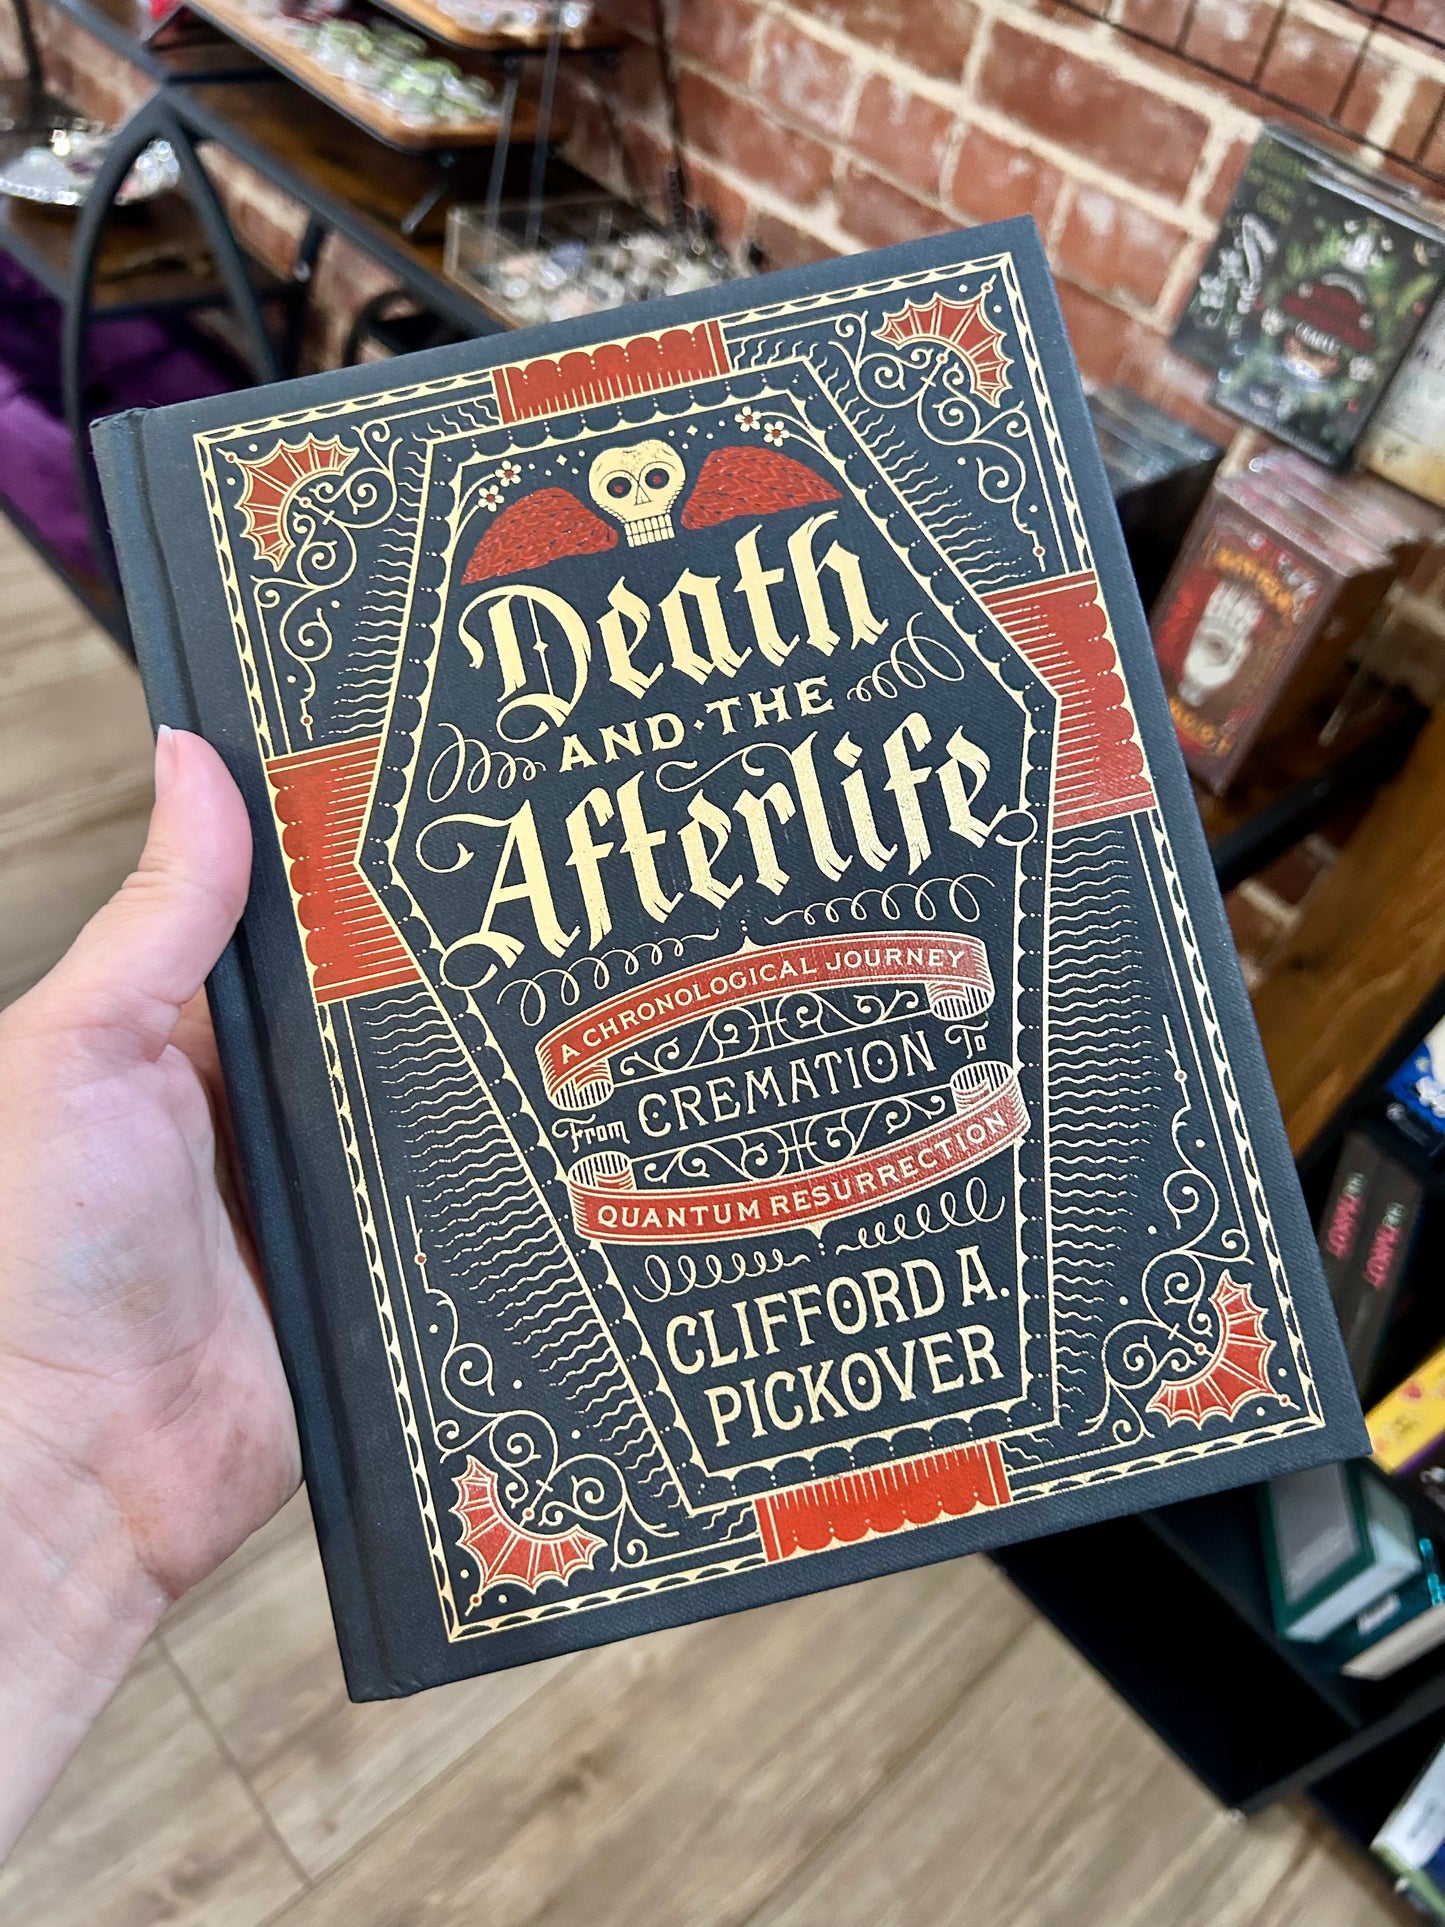 Death
AND · THE
Afterlife
A CHRONOLOGICAL JOURNEY
From CREMATION To
QUANTUM RESURRECTION
CLIFFORD A.
PICKOVER